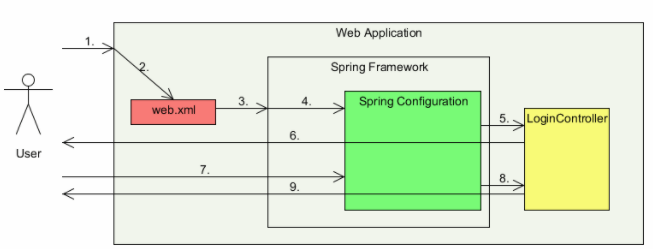 Web Application
1.
2.
Spring Framework
web.xml
3.
4.
Spring Configuration
5.
LoginController
6.
User
7.
8.
9.